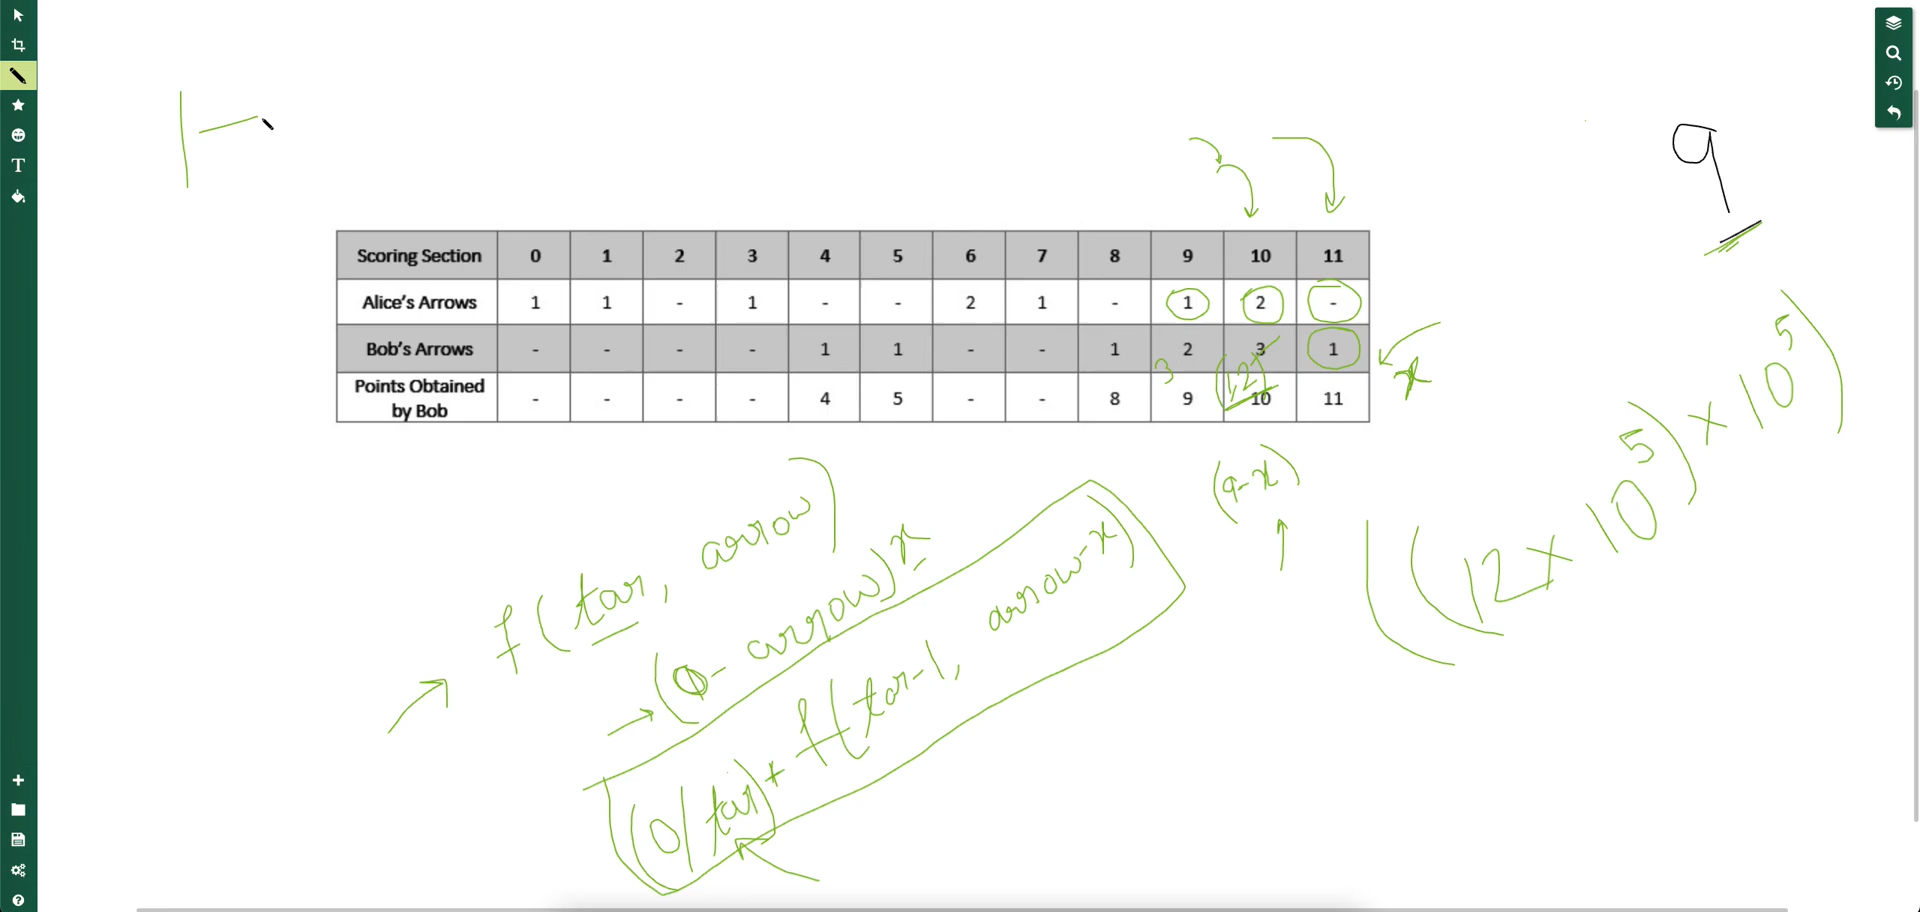 9
Scoring Section 0 1 2 3 4 5 6 7 8 9 10 11
Alice's Arrows 1 1 - 1 - - 2 1 - 1 2 -
Bob's Arrows - - - - 1 1 - - 1 2 3 1
Points Obtained by Bob - - - - 4 5 - - 8 9 10 11
3
(12)
x
(9-x)
((12 x 10^5) x 10^5)
f(tar, arrow)
(0- arrow) x
(0/tar) + f(tar-1, arrow-x)
T